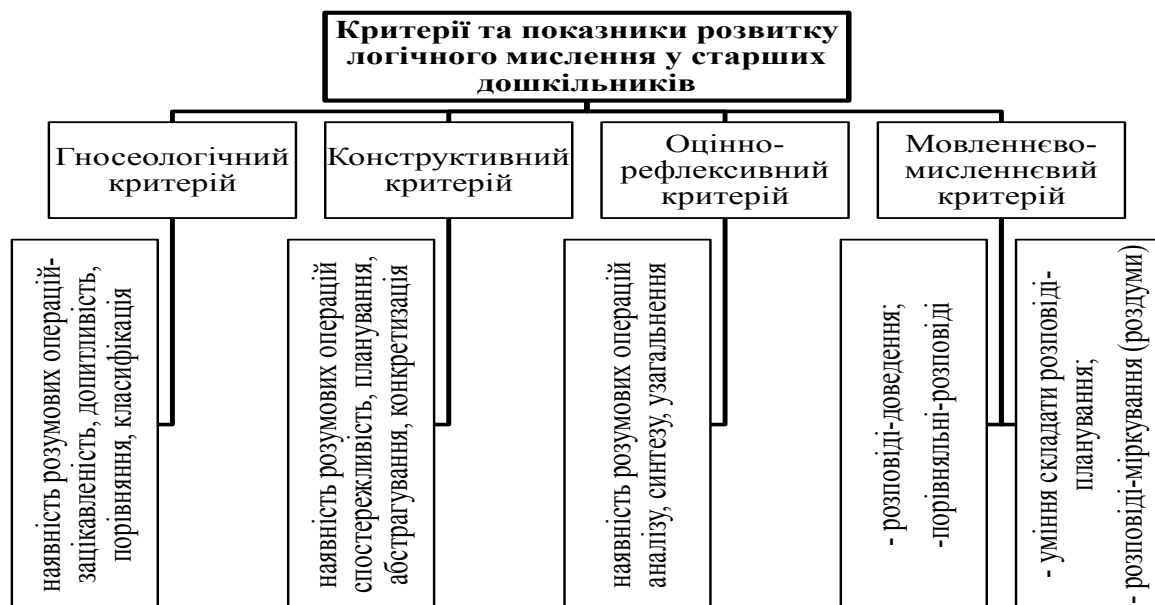 Критерії та показники розвитку
логічного мислення у старших
дошкільників
Гносеологічний
критерій
Конструктивний
критерій
Оцінно-
рефлексивний
критерій
Мовленнєво-
мисленнєвий
критерій
наявність розумових операцій-
зацікавленість, допитливість,
порівняння, класифікація
наявність розумових операцій
спостережливість, планування,
абстрагування, конкретизація
наявність розумових операцій
аналізу, синтезу, узагальнення
- розповіді-доведення;
-порівняльні-розповіді
- уміння складати розповіді-
планування;
- розповіді-міркування (роздуми)